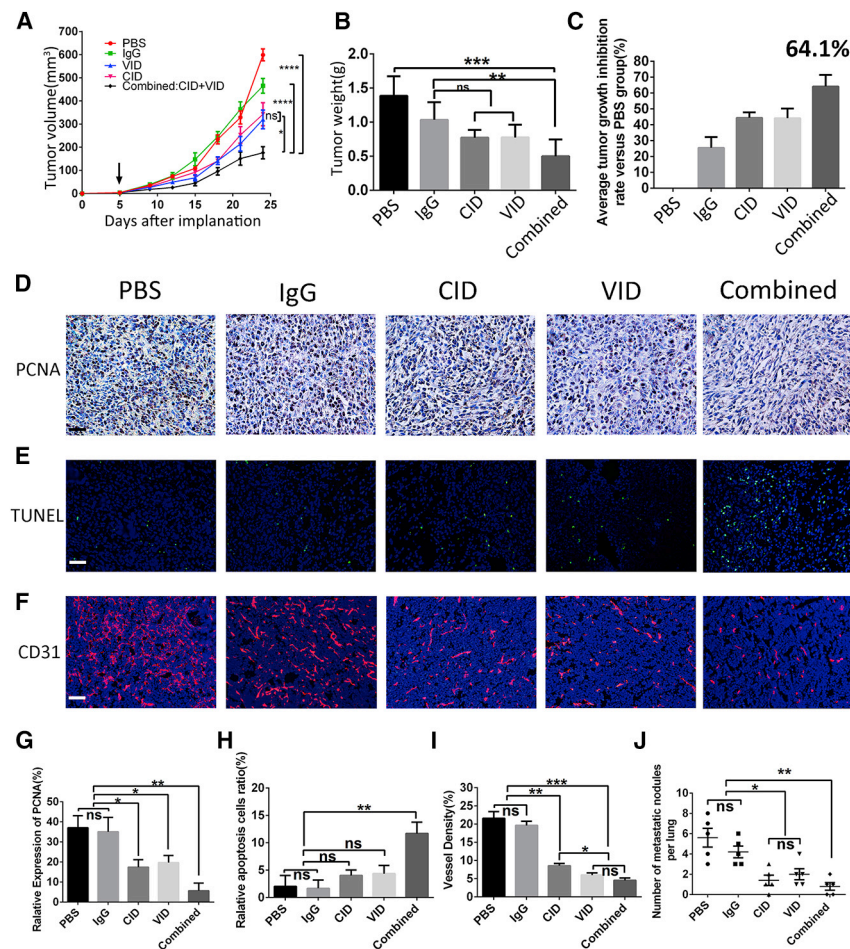 A
Tumor volume(mm³)
700
600
500
400
300
200
100
0
0 5 10 15 20 25
Days after implanation
PBS
IgG
VID
CID
Combined:CID+VID
****
****
ns
*
B
Tumor weight(g)
2.0
1.5
1.0
0.5
0.0
***
**
ns
PBS IgG CID VID Combined
C
Average tumor growth inhibition
rate versus PBS group(%)
80
70
60
50
40
30
20
10
0
64.1%
PBS IgG CID VID Combined
D
PBS IgG CID VID Combined
PCNA
E
TUNEL
F
CD31
G
Ralative Expression of PCNA(%)
50
40
30
20
10
0
**
*
*
ns
PBS IgG CID VID Combined
H
Relative apoptosis cells ratio(%)
20
15
10
5
0
**
ns
ns
ns
PBS IgG CID VID Combined
I
Vessel Density(%)
30
25
20
15
10
5
0
***
**
*
ns
ns
PBS IgG CID VID Combined
J
Number of metastatic nodules
per lung
10
8
6
4
2
0
**
*
ns
ns
PBS IgG CID VID Combined